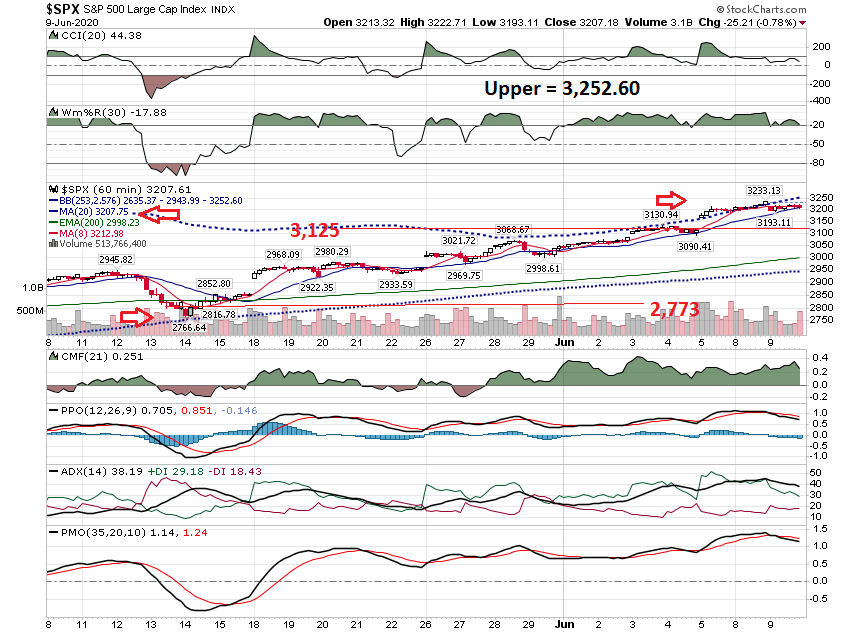 $SPX S&P 500 Large Cap Index INDX © StockCharts.com
9-Jun-2020 Open 3213.32 High 3222.71 Low 3193.11 Close 3207.18 Volume 3.1B Chg -25.21 (-0.78%)
CCI(20) 44.38
200
0
-200
-400
Upper = 3,252.60
Wm%R(30) -17.88
-20
-50
-80
$SPX (60 min) 3207.61
BB(253,2.576) 2635.37 - 2943.99 - 3252.60
MA(20) 3207.75
EMA(200) 2998.23
MA(8) 3212.98
Volume 513,766,400
3233.13
3130.94
3,125
3068.67
3193.11
3090.41
3021.72
2980.29
2968.09
2945.82
2998.61
2969.75
2933.59
2922.35
2852.80
2816.78
2766.64
2,773
3250
3200
3150
3100
3050
3000
2950
2900
2850
2800
2750
1.0B
500M
8 11 12 13 14 15 18 19 20 21 22 26 27 28 29 Jun 2 3 4 5 8 9
CMF(21) 0.251
0.4
0.2
0.0
-0.2
PPO(12,26,9) 0.705, 0.851, -0.146
1.0
0.5
0.0
-0.5
-1.0
ADX(14) 38.19 +DI 29.18 -DI 18.43
50
40
30
20
10
PMO(35,20,10) 1.14, 1.24
1.5
1.0
0.5
0.0
-0.5
8 11 12 13 14 15 18 19 20 21 22 26 27 28 29 Jun 2 3 4 5 8 9